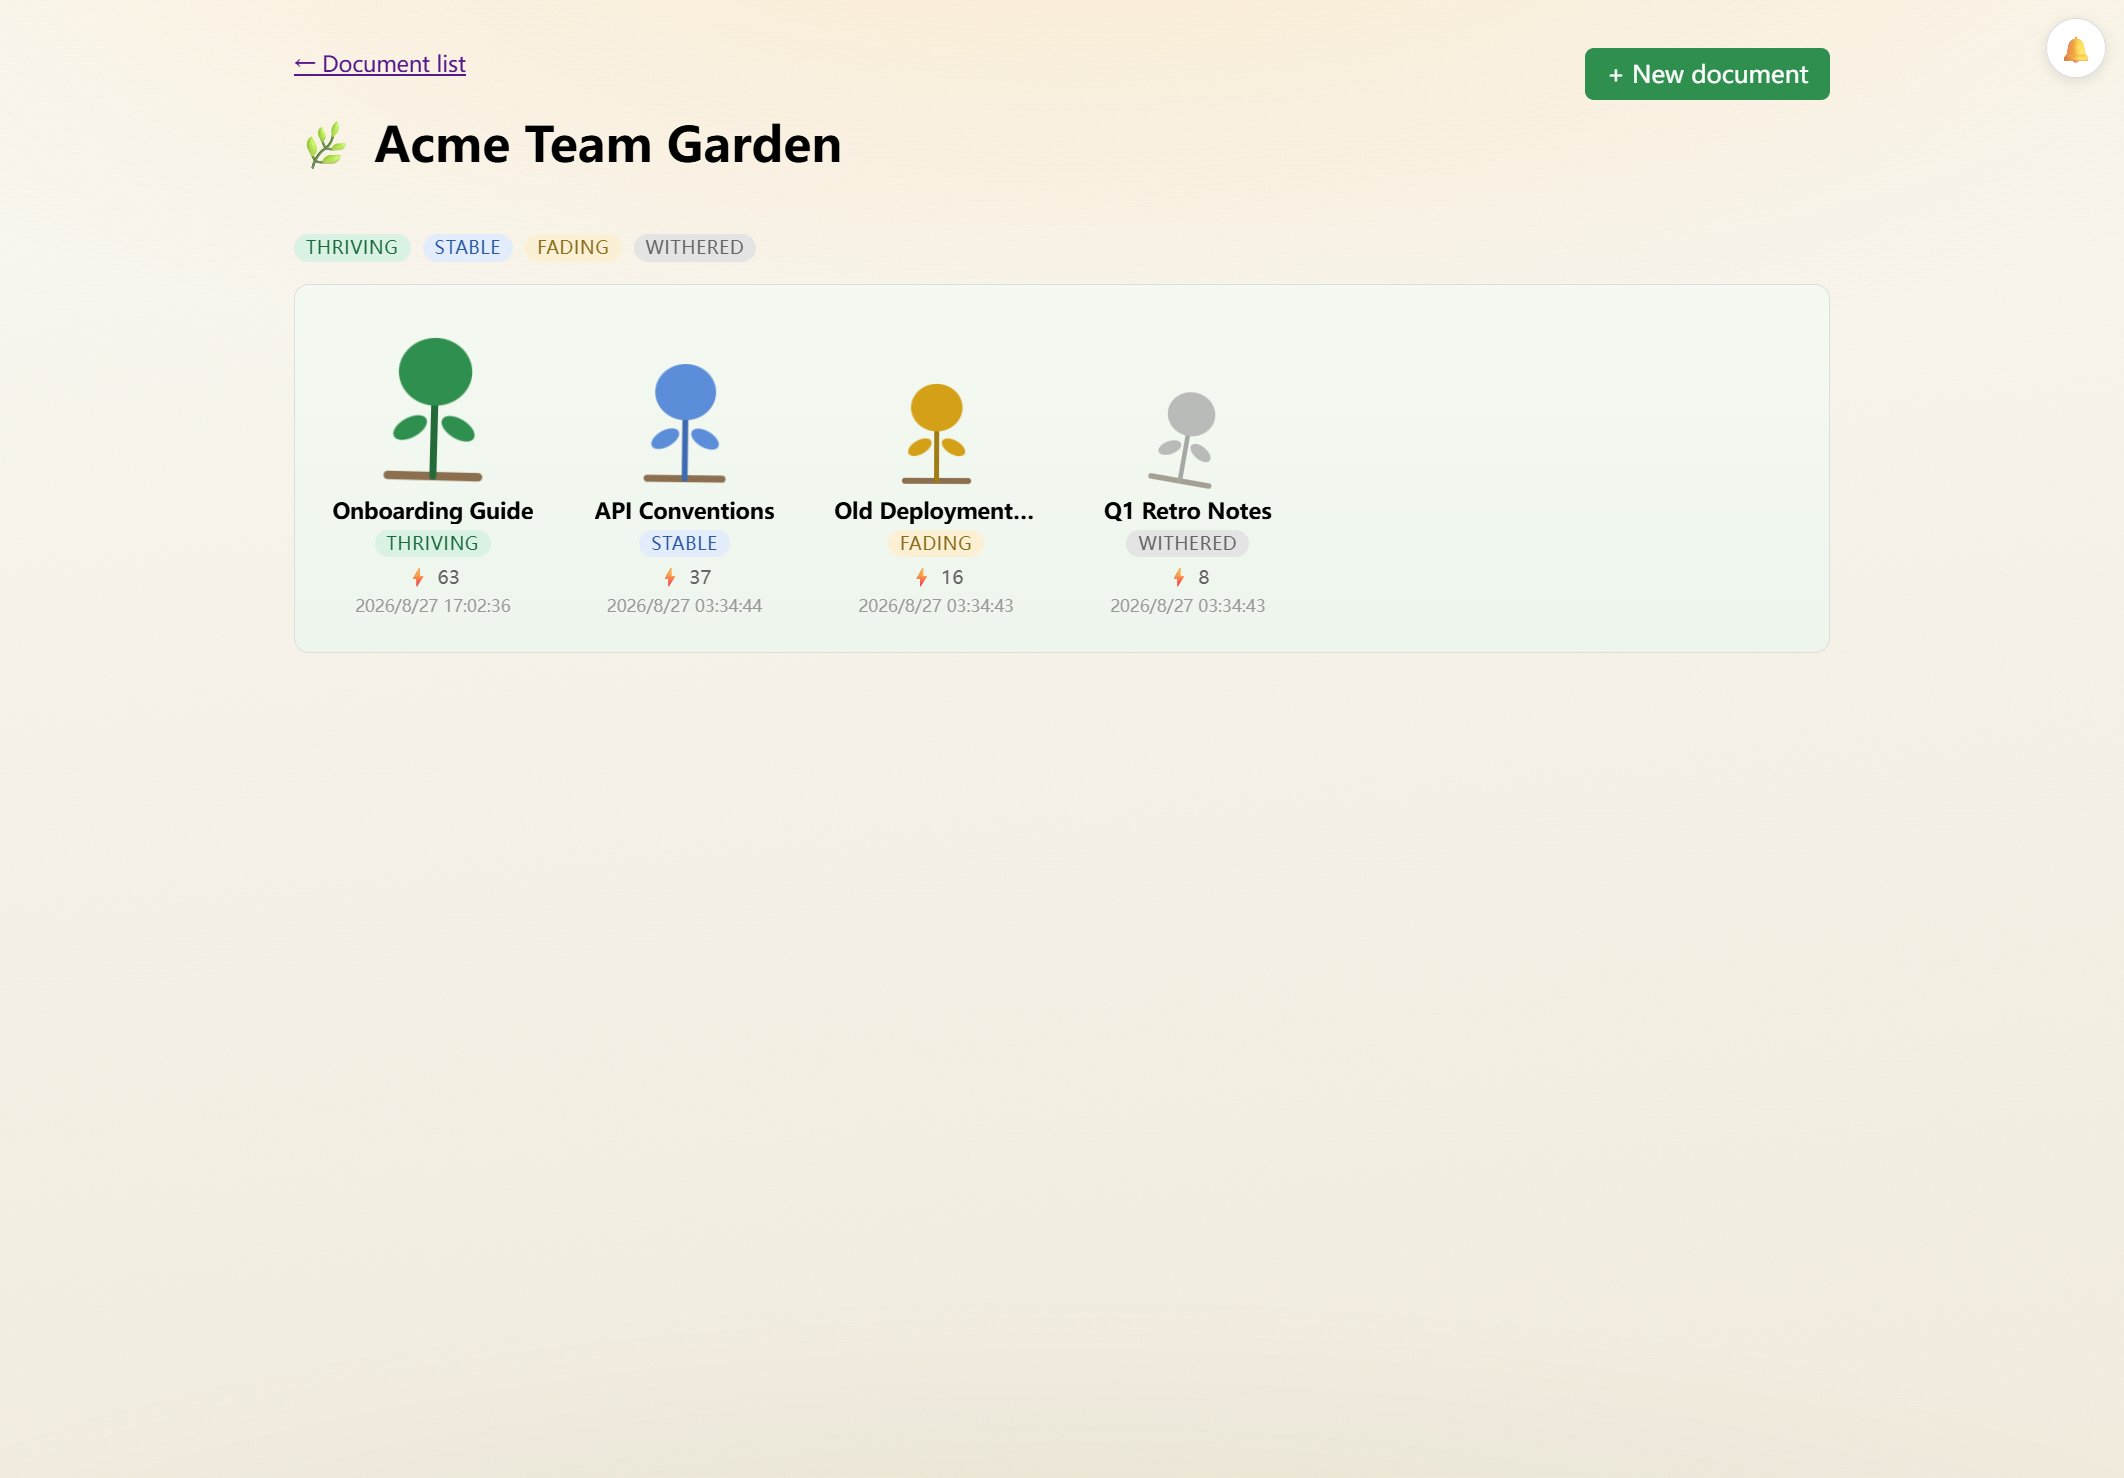 ← Document list
+ New document
🌿 Acme Team Garden
THRIVING STABLE FADING WITHERED
Onboarding Guide
THRIVING
⚡ 63
2026/8/27 17:02:36
API Conventions
STABLE
⚡ 37
2026/8/27 03:34:44
Old Deployment...
FADING
⚡ 16
2026/8/27 03:34:43
Q1 Retro Notes
WITHERED
⚡ 8
2026/8/27 03:34:43